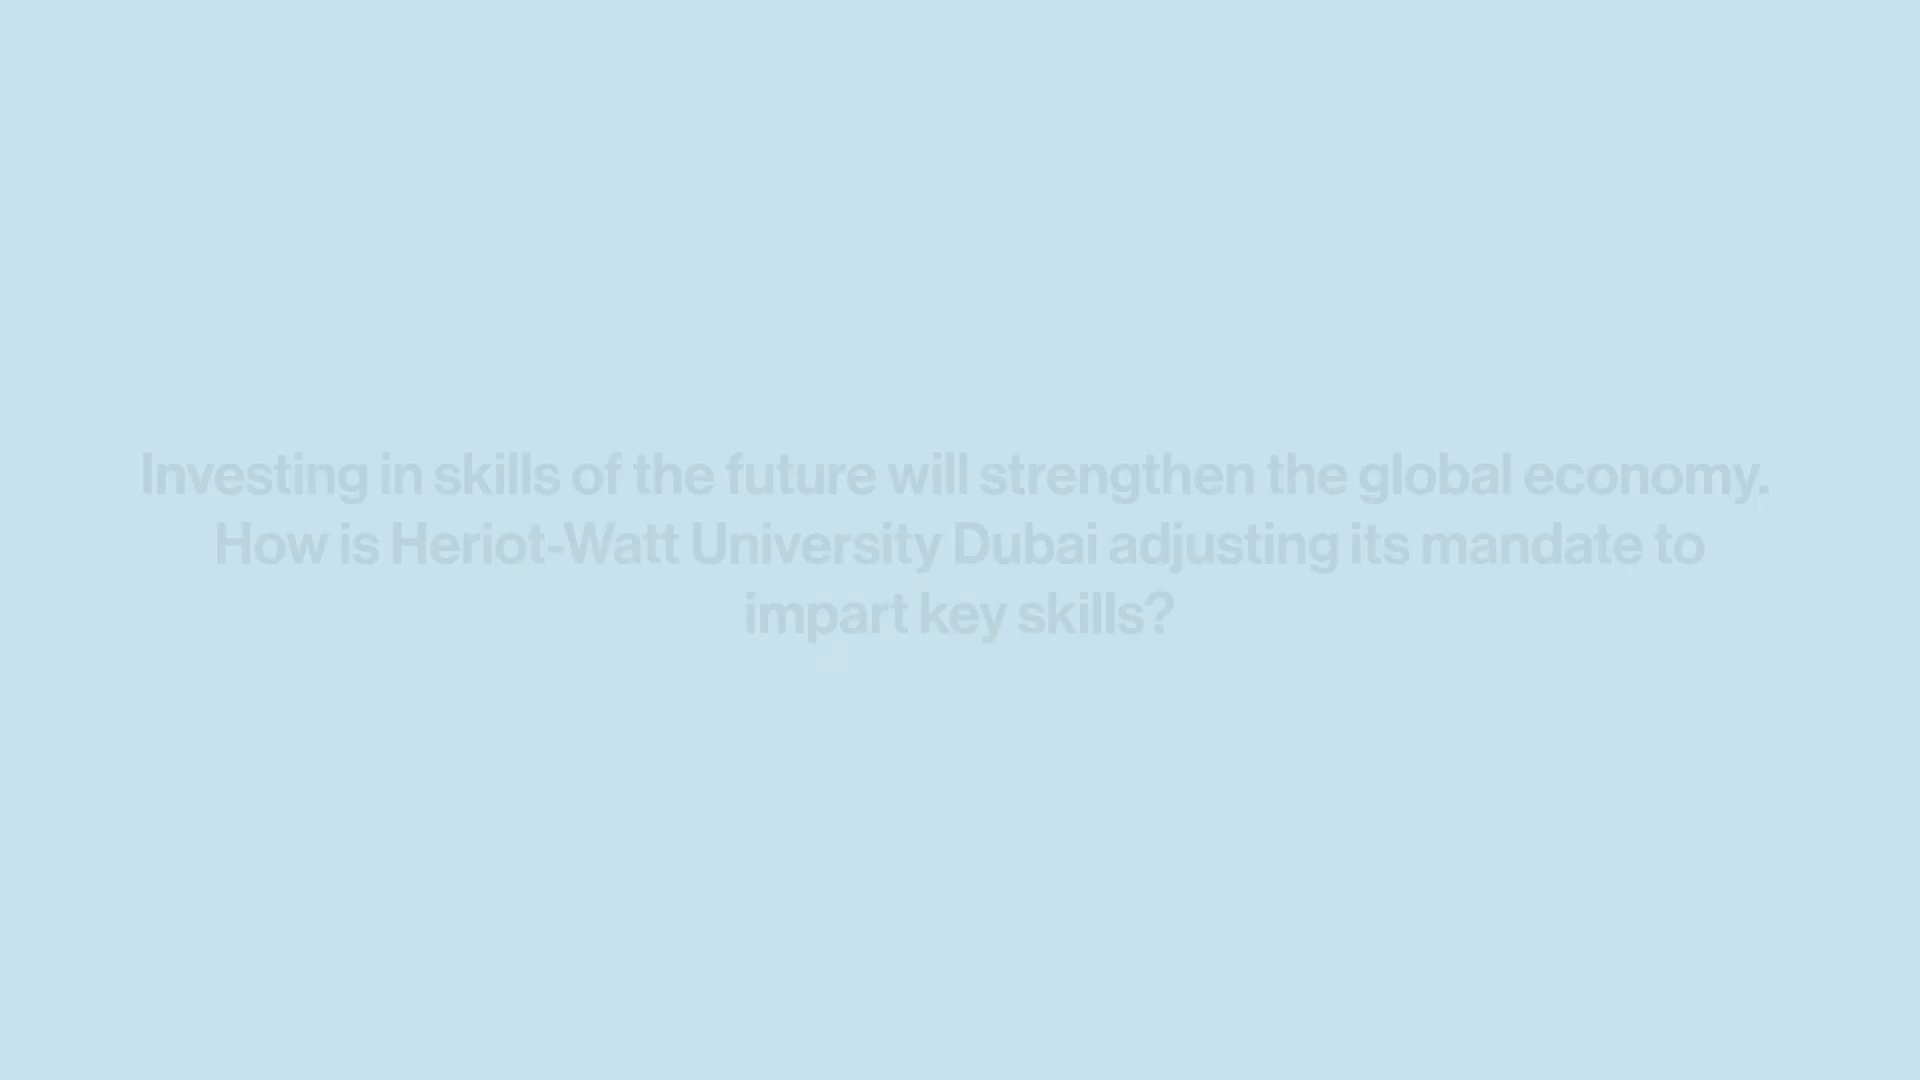 Investing in skills of the future will strengthen the global economy.
How is Heriot-Watt University Dubai adjusting its mandate to
impart key skills?